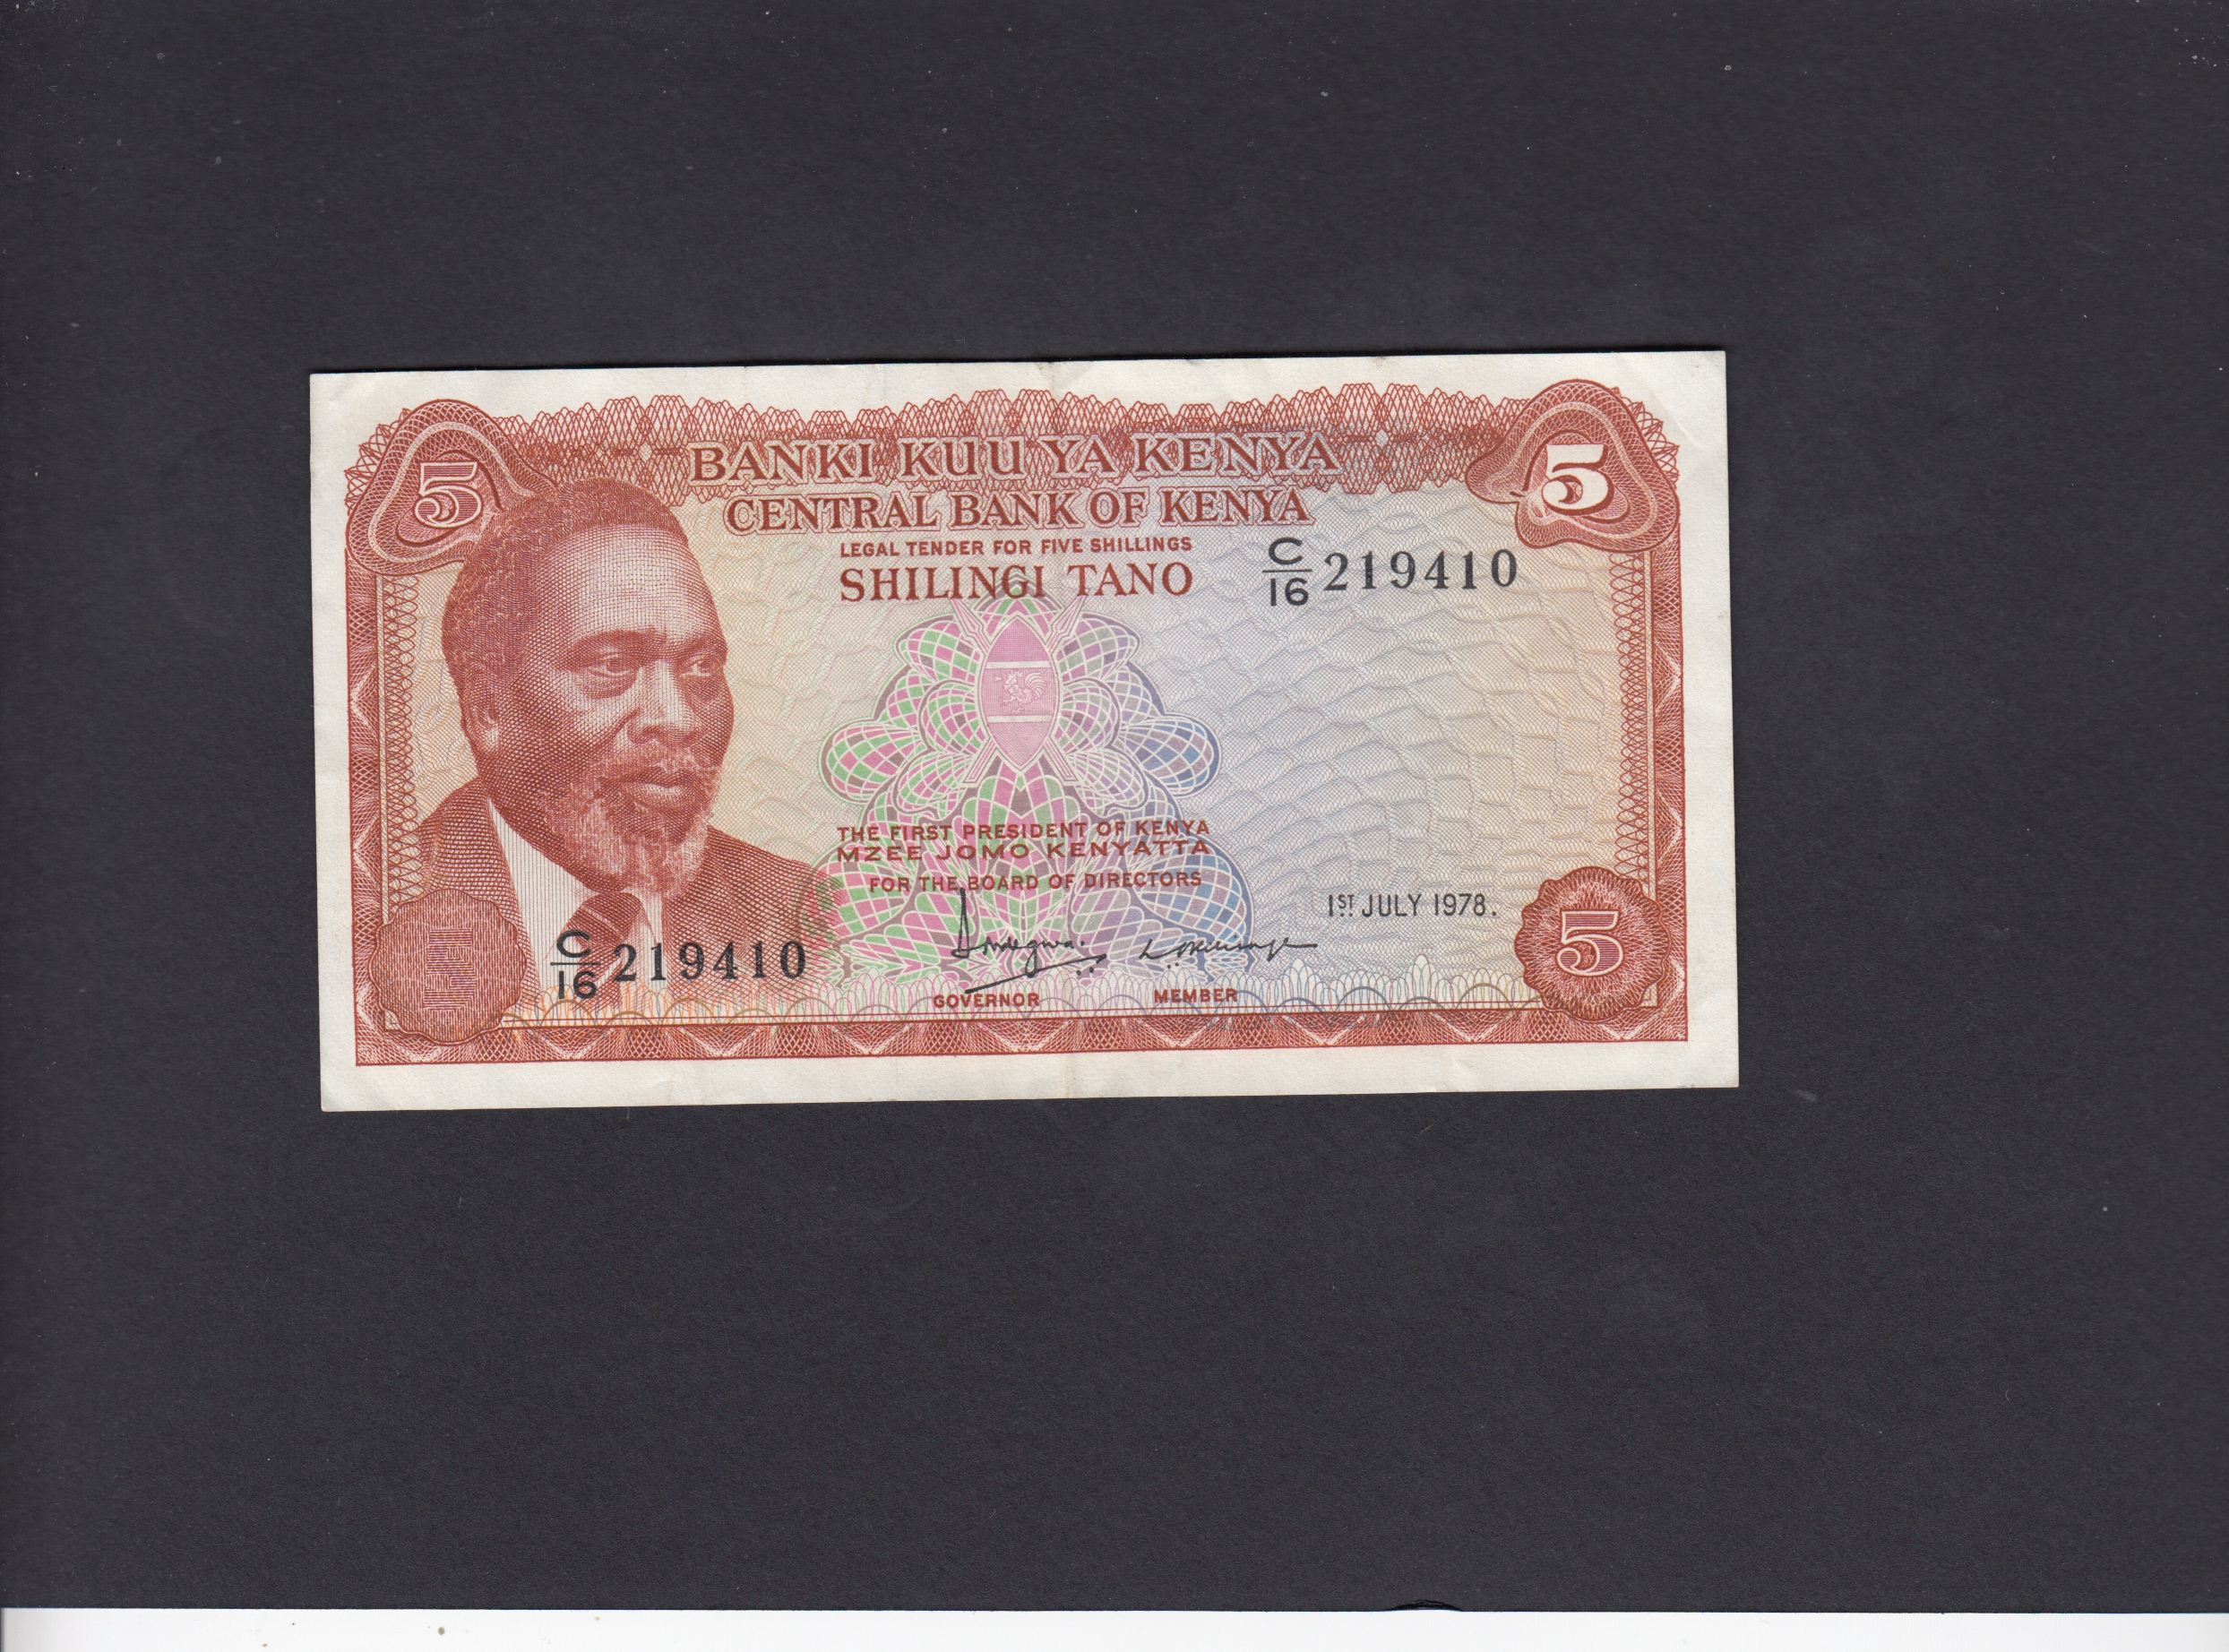 5
5
BANKI KUU YA KENYA
CENTRAL BANK OF KENYA
LEGAL TENDER FOR FIVE SHILLINGS
SHILINGI TANO
C/16 219410
THE FIRST PRESIDENT OF KENYA
MZEE JOMO KENYATTA
FOR THE BOARD OF DIRECTORS
1ST JULY 1978.
C/16 219410
GOVERNOR
MEMBER
5